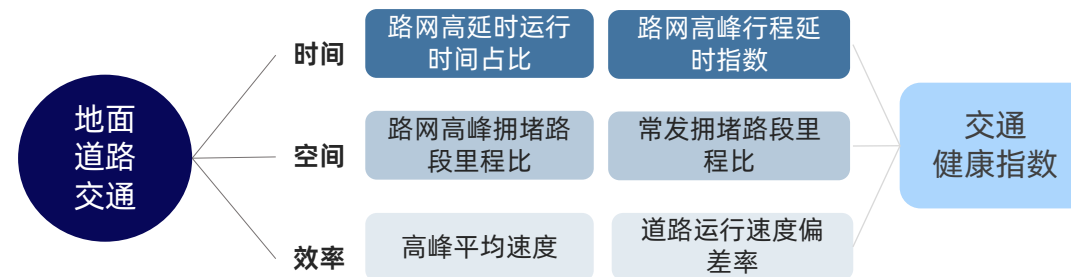 地面
道路
交通
时间
路网高延时运行
时间占比
路网高峰行程延
时指数
空间
路网高峰拥堵路
段里程比
常发拥堵路段里
程比
效率
高峰平均速度
道路运行速度偏
差率
交通
健康指数